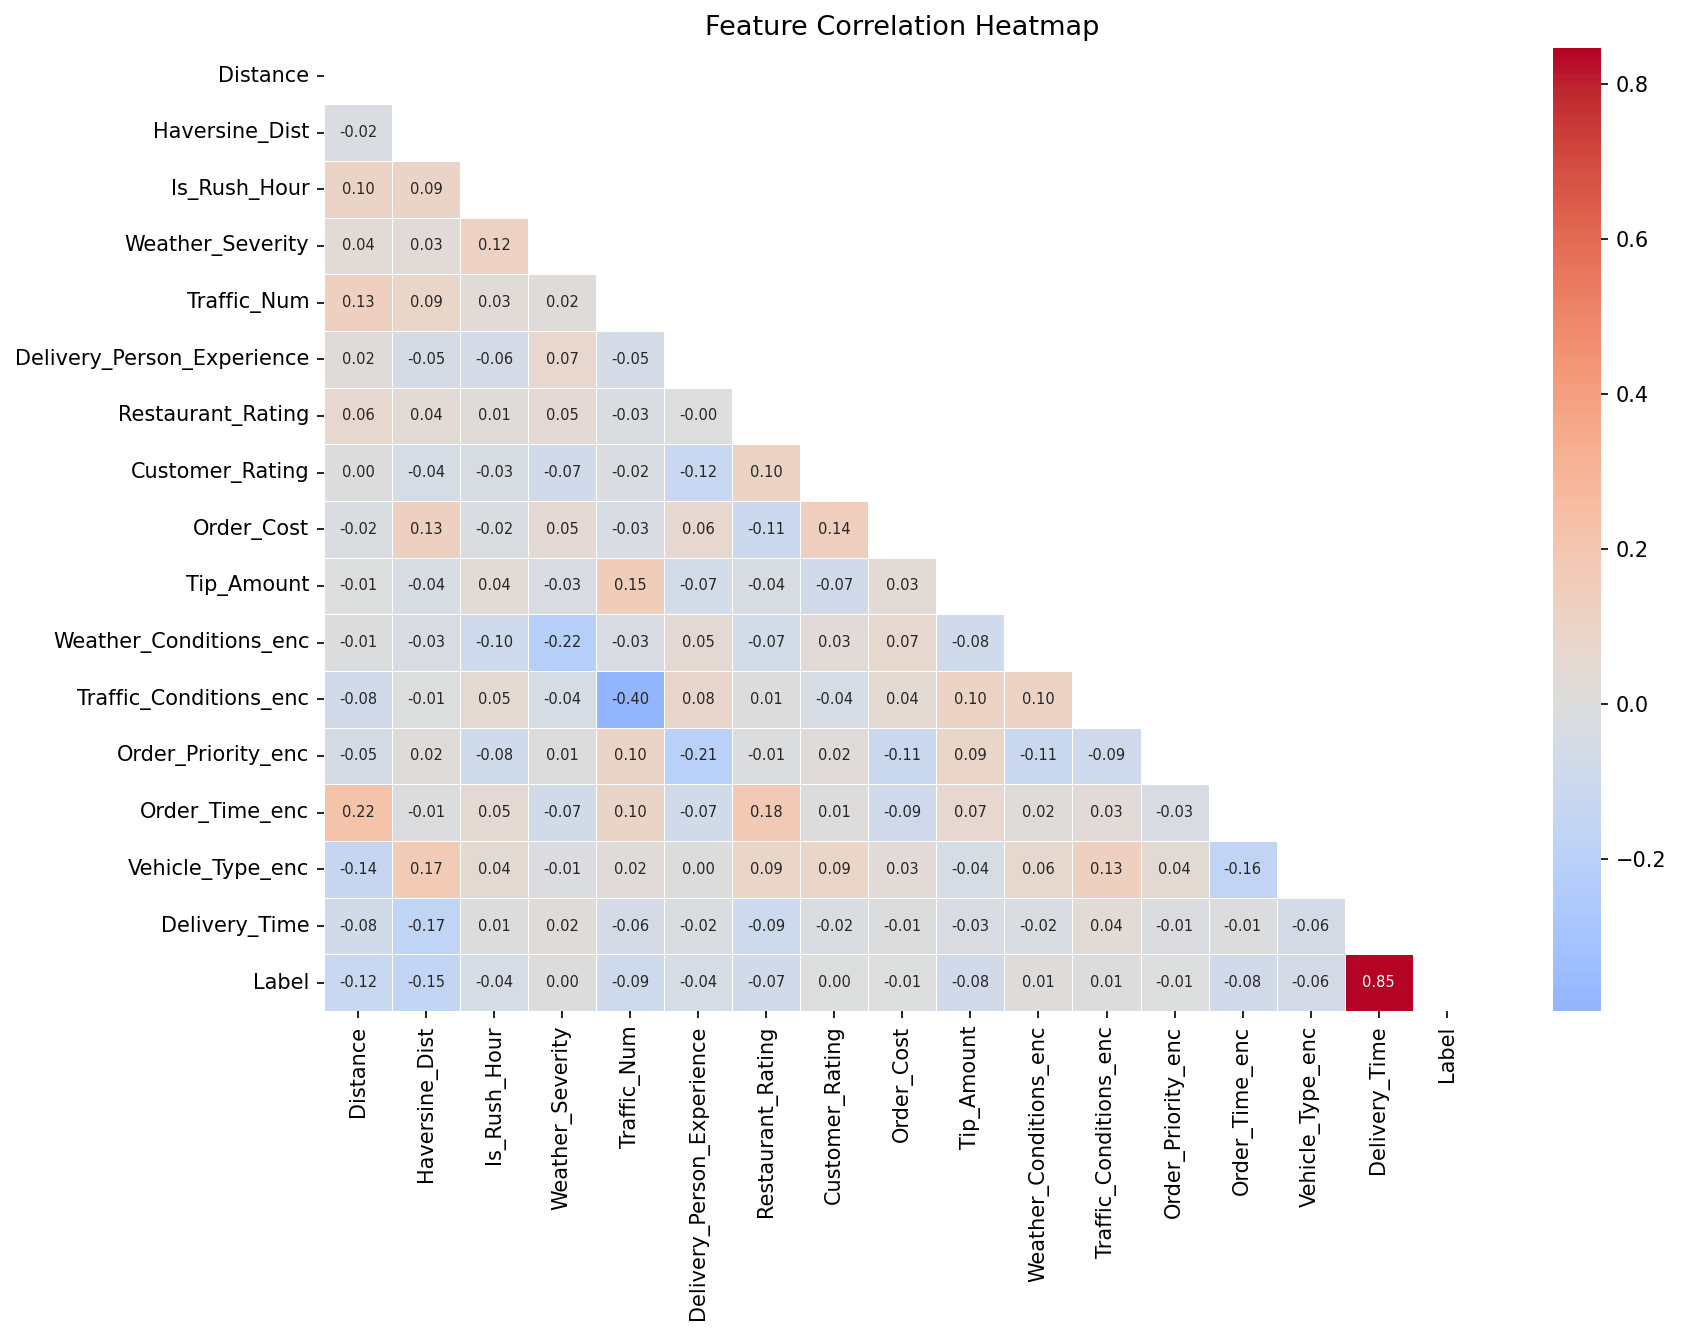 Feature Correlation Heatmap
Distance
Haversine_Dist -0.02
Is_Rush_Hour 0.10 0.09
Weather_Severity 0.04 0.03 0.12
Traffic_Num 0.13 0.09 0.03 0.02
Delivery_Person_Experience 0.02 -0.05 -0.06 0.07 -0.05
Restaurant_Rating 0.06 0.04 0.01 0.05 -0.03 -0.00
Customer_Rating 0.00 -0.04 -0.03 -0.07 -0.02 -0.12 0.10
Order_Cost -0.02 0.13 -0.02 0.05 -0.03 0.06 -0.11 0.14
Tip_Amount -0.01 -0.04 0.04 -0.03 0.15 -0.07 -0.04 -0.07 0.03
Weather_Conditions_enc -0.01 -0.03 -0.10 -0.22 -0.03 0.05 -0.07 0.03 0.07 -0.08
Traffic_Conditions_enc -0.08 -0.01 0.05 -0.04 -0.40 0.08 0.01 -0.04 0.04 0.10 0.10
Order_Priority_enc -0.05 0.02 -0.08 0.01 0.10 -0.21 -0.01 0.02 -0.11 0.09 -0.11 -0.09
Order_Time_enc 0.22 -0.01 0.05 -0.07 0.10 -0.07 0.18 0.01 -0.09 0.07 0.02 0.03 -0.03
Vehicle_Type_enc -0.14 0.17 0.04 -0.01 0.02 0.00 0.09 0.09 0.03 -0.04 0.06 0.13 0.04 -0.16
Delivery_Time -0.08 -0.17 0.01 0.02 -0.06 -0.02 -0.09 -0.02 -0.01 -0.03 -0.02 0.04 -0.01 -0.01 -0.06
Label -0.12 -0.15 -0.04 0.00 -0.09 -0.04 -0.07 0.00 -0.01 -0.08 0.01 0.01 -0.01 -0.08 -0.06 0.85
Distance
Haversine_Dist
Is_Rush_Hour
Weather_Severity
Traffic_Num
Delivery_Person_Experience
Restaurant_Rating
Customer_Rating
Order_Cost
Tip_Amount
Weather_Conditions_enc
Traffic_Conditions_enc
Order_Priority_enc
Order_Time_enc
Vehicle_Type_enc
Delivery_Time
Label
0.8
0.6
0.4
0.2
0.0
−0.2